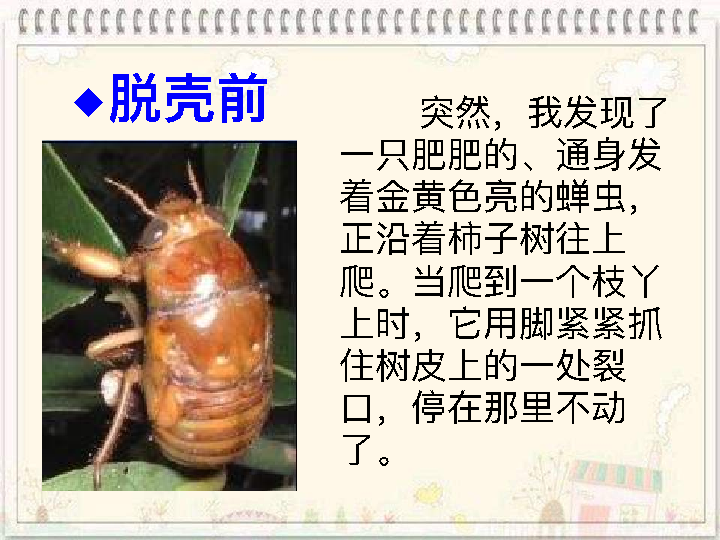 ◆脱壳前
突然，我发现了
一只肥肥的、通身发
着金黄色亮的蝉虫，
正沿着柿子树往上
爬。当爬到一个枝丫
上时，它用脚紧紧抓
住树皮上的一处裂
口，停在那里不动
了。